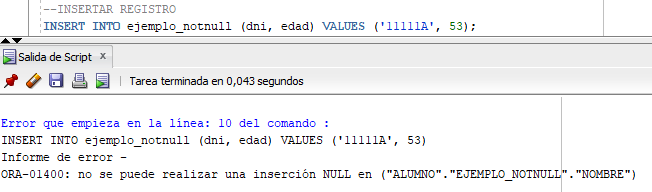 --INSERTAR REGISTRO
INSERT INTO ejemplo_notnull (dni, edad) VALUES ('11111A', 53);
Salida de Script x
Tarea terminada en 0,043 segundos
Error que empieza en la línea: 10 del comando :
INSERT INTO ejemplo_notnull (dni, edad) VALUES ('11111A', 53)
Informe de error -
ORA-01400: no se puede realizar una inserción NULL en ("ALUMNO"."EJEMPLO_NOTNULL"."NOMBRE")